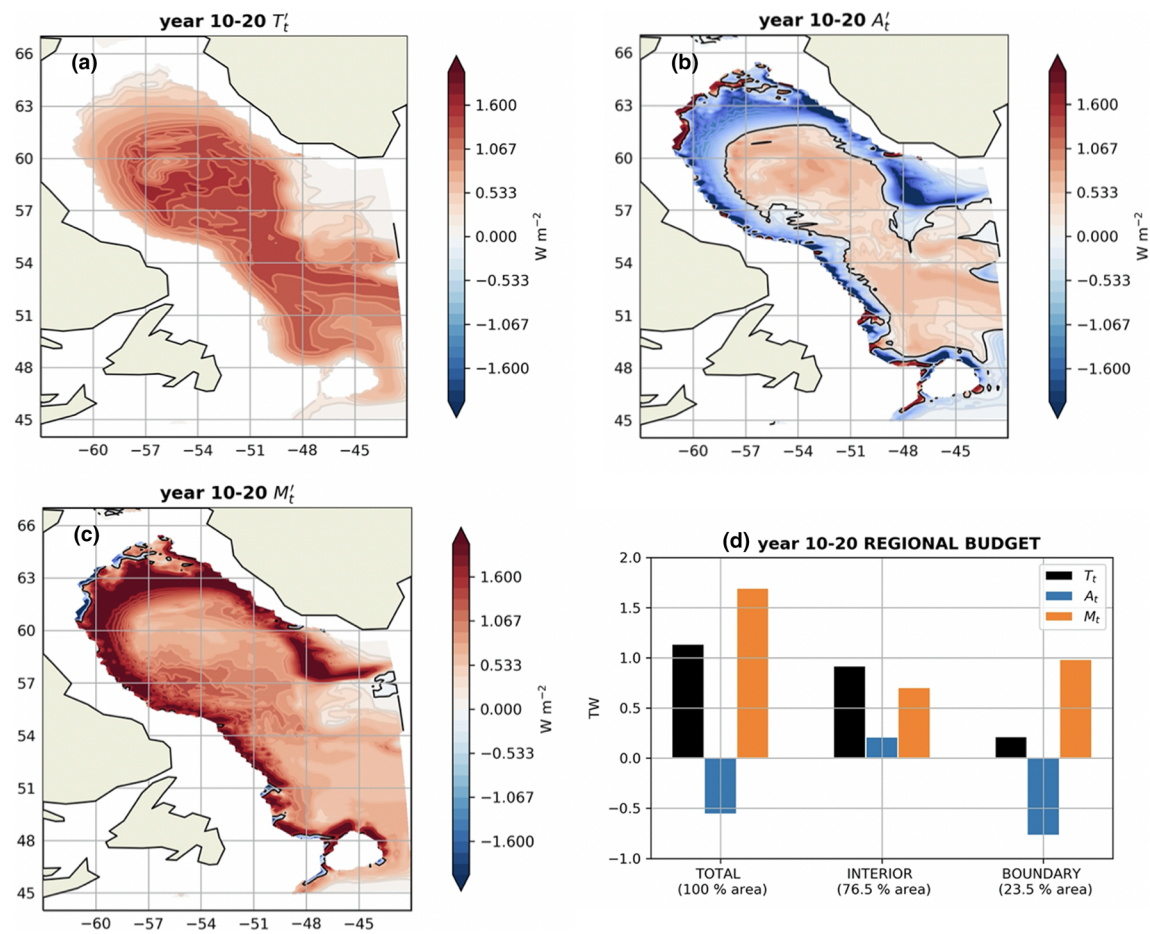 year 10-20 T′t
(a)
66
63
60
57
54
51
48
45
−60 −57 −54 −51 −48 −45
1.600
1.067
0.533
0.000
−0.533
−1.067
−1.600
W m−2
year 10-20 A′t
(b)
66
63
60
57
54
51
48
45
−60 −57 −54 −51 −48 −45
1.600
1.067
0.533
0.000
−0.533
−1.067
−1.600
W m−2
year 10-20 M′t
(c)
66
63
60
57
54
51
48
45
−60 −57 −54 −51 −48 −45
1.600
1.067
0.533
0.000
−0.533
−1.067
−1.600
W m−2
(d) year 10-20 REGIONAL BUDGET
2.0
1.5
1.0
0.5
0.0
−0.5
−1.0
TW
Tt
At
Mt
TOTAL INTERIOR BOUNDARY
(100 % area) (76.5 % area) (23.5 % area)